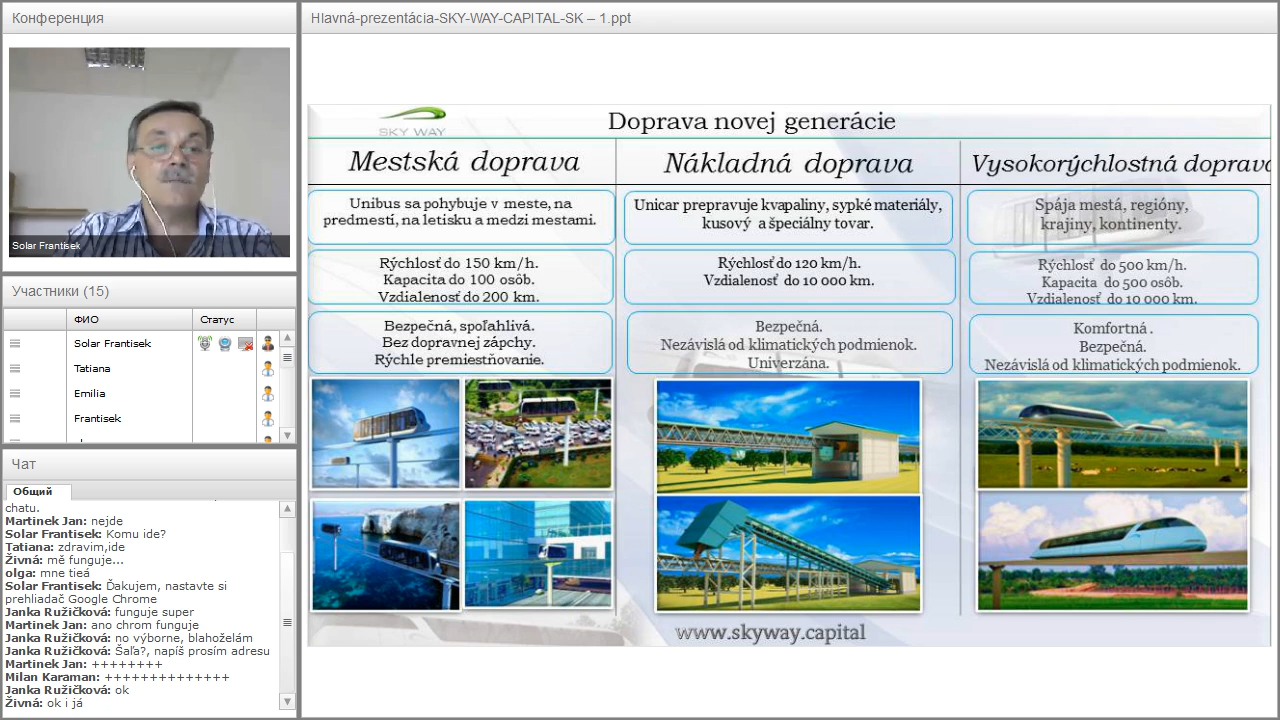 Конференция
Solar Frantisek
Участники (15)
ФИО
Статус
Solar Frantisek
Tatiana
Emilia
Frantisek
Чат
Общий
chatu.
Martinek Jan: nejde
Solar Frantisek: Komu ide?
Tatiana: zdravim,ide
Živná: mě funguje...
olga: mne tieä
Solar Frantisek: Ďakujem, nastavte si
prehliadač Google Chrome
Janka Ružičková: funguje super
Martinek Jan: ano chrom funguje
Janka Ružičková: no výborne, blahoželám
Janka Ružičková: Šaň?, napíš prosím adresu
Martinek Jan: ++++++++
Milan Karaman: ++++++++++++++
Janka Ružičková: ok
Živná: ok i já
Hlavná-prezentácia-SKY-WAY-CAPITAL-SK – 1.ppt
SKY WAY
Doprava novej generácie
Mestská doprava
Unibus sa pohybuje v meste, na
predmestí, na letisku a medzi mestami.
Rýchlosť do 150 km/h.
Kapacita do 100 osôb.
Vzdialenosť do 200 km.
Bezpečná, spoľahlivá.
Bez dopravnej zápchy.
Rýchle premiestňovanie.
Nákladná doprava
Unicar prepravuje kvapaliny, sypké materiály,
kusový a špeciálny tovar.
Rýchlosť do 120 km/h.
Vzdialenosť do 10 000 km.
Bezpečná.
Nezávislá od klimatických podmienok.
Univerzána.
Vysokorýchlostná doprava
Spája mestá, regióny,
krajiny, kontinenty.
Rýchlosť do 500 km/h.
Kapacita do 500 osôb.
Vzdialenosť do 10 000 km.
Komfortná .
Bezpečná.
Nezávislá od klimatických podmienok.
www.skyway.capital